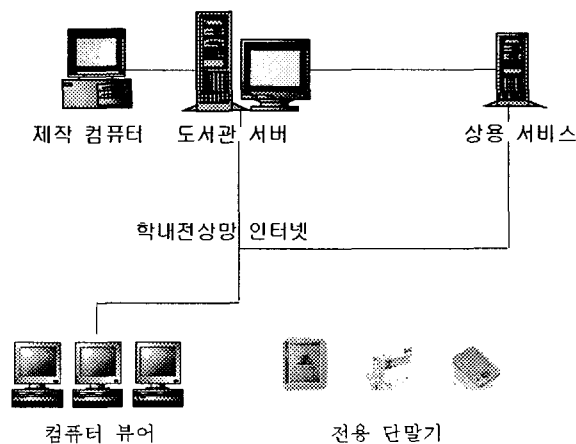 제작 컴퓨터 도서관 서버 상용 서비스
학내전상망 인터넷
컴퓨터 뷰어 전용 단말기